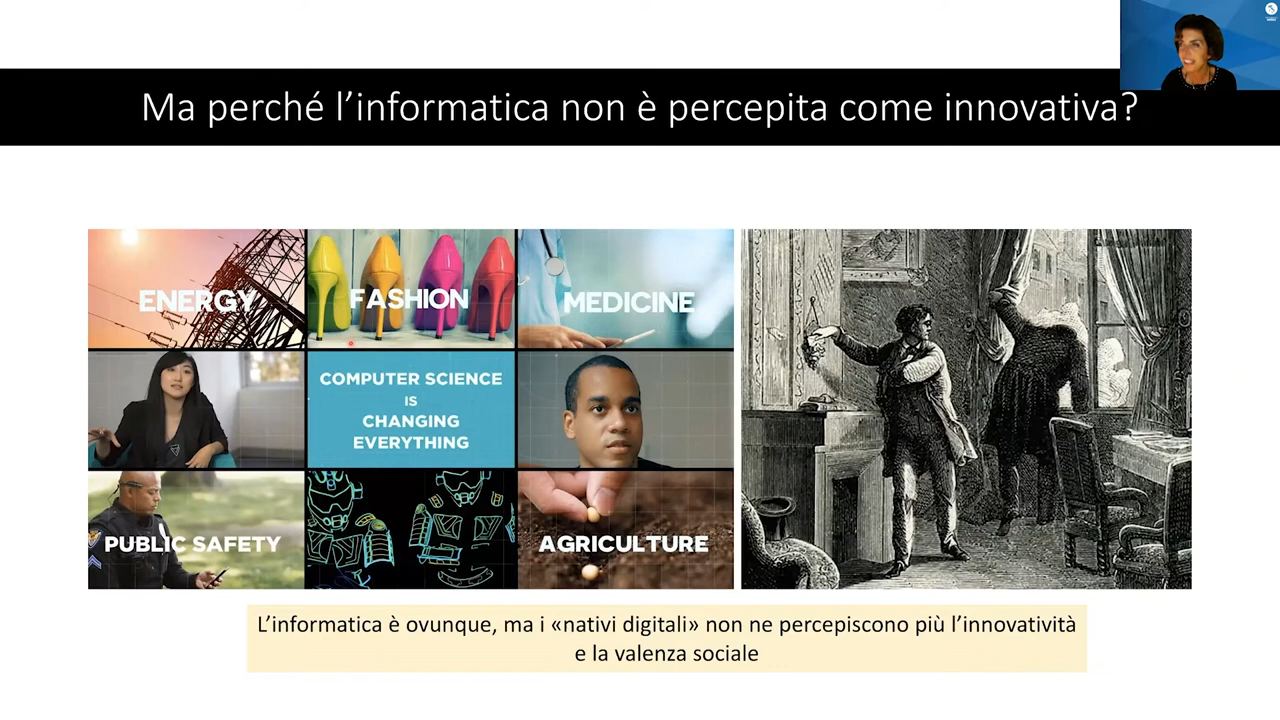 Ma perché l’informatica non è percepita come innovativa?
ENERGY
FASHION
MEDICINE
COMPUTER SCIENCE
IS
CHANGING
EVERYTHING
PUBLIC SAFETY
AGRICULTURE
L’informatica è ovunque, ma i «nativi digitali» non ne percepiscono più l’innovatività
e la valenza sociale